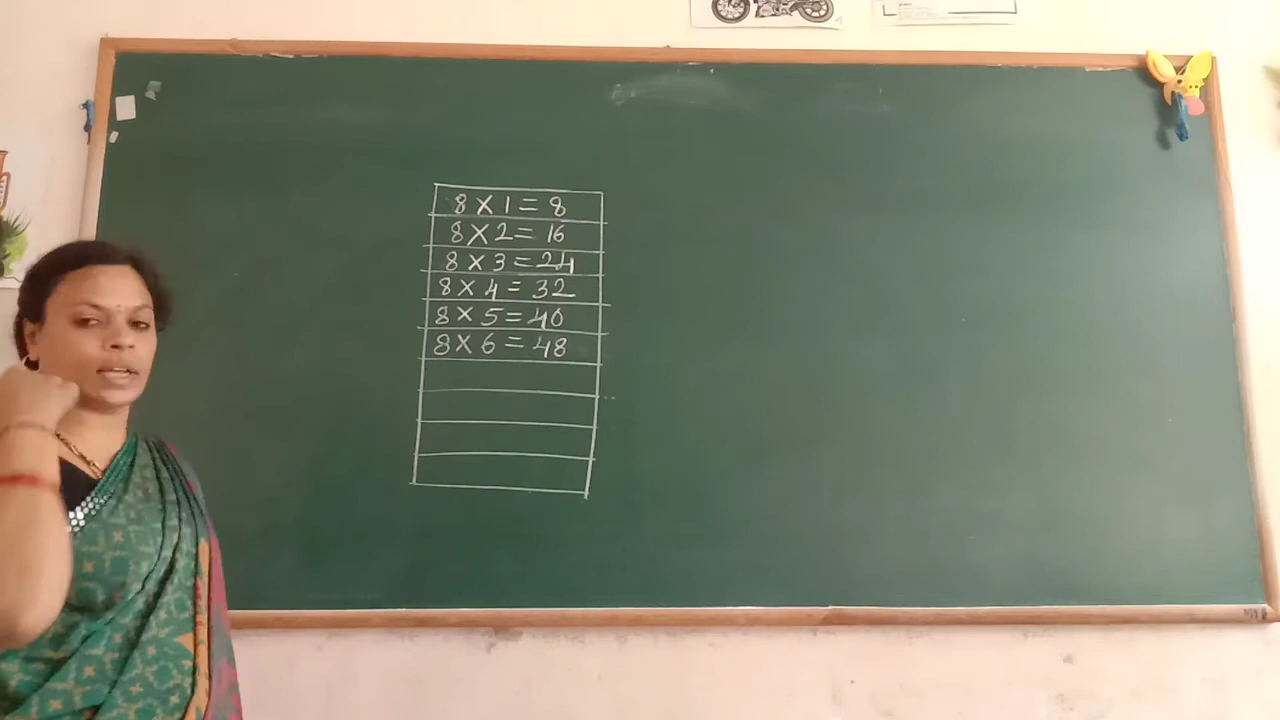 8 X 1 = 8
8 X 2 = 16
8 X 3 = 24
8 X 4 = 32
8 X 5 = 40
8 X 6 = 48